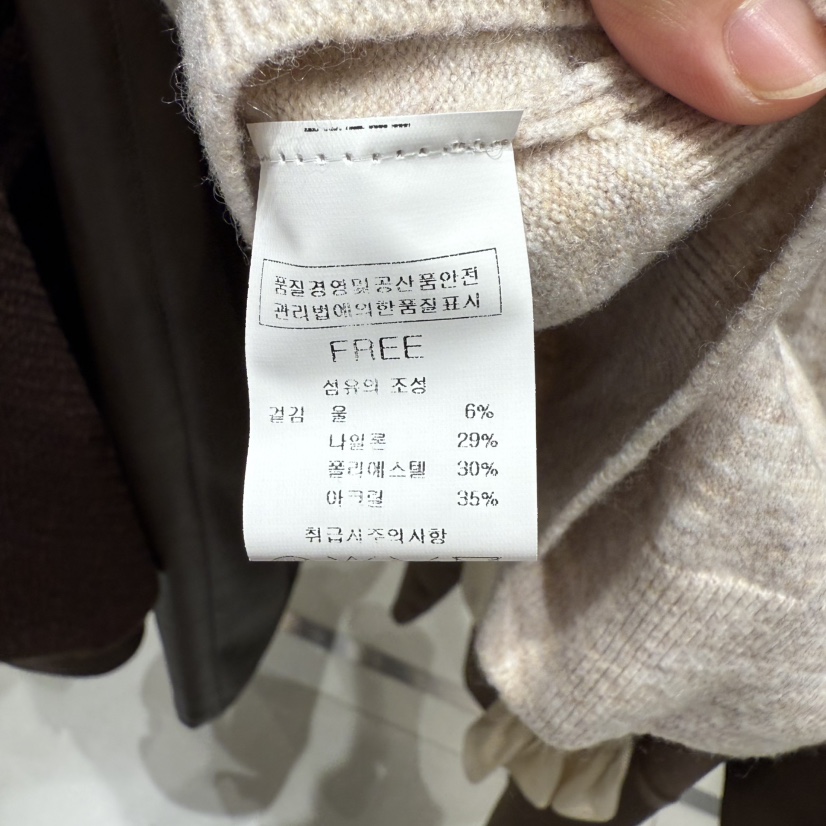 품질경영및공산품안전
관리법에의한품질표시
FREE
섬유의 조성
겉감 울 6%
나일론 29%
폴리에스텔 30%
아크릴 35%
취급시주의사항